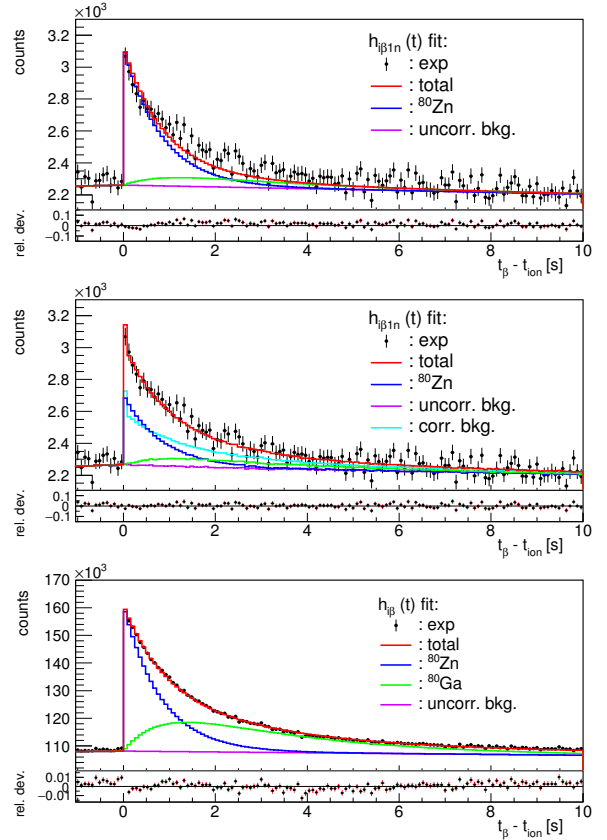 ×10³
counts
3.4
3.2
3
2.8
2.6
2.4
2.2
h_iβ1n (t) fit:
: exp
: total
: ⁸⁰Zn
: uncorr. bkg.
rel. dev.
0.1
0
−0.1
0 2 4 6 8 10
t_β - t_ion [s]
×10³
counts
3.4
3.2
3
2.8
2.6
2.4
2.2
h_iβ1n (t) fit:
: exp
: total
: ⁸⁰Zn
: uncorr. bkg.
: corr. bkg.
rel. dev.
0.1
0
−0.1
0 2 4 6 8 10
t_β - t_ion [s]
×10³
counts
170
160
150
140
130
120
110
h_iβ (t) fit:
: exp
: total
: ⁸⁰Zn
: ⁸⁰Ga
: uncorr. bkg.
rel. dev.
0.01
0
−0.01
0 2 4 6 8 10
t_β - t_ion [s]